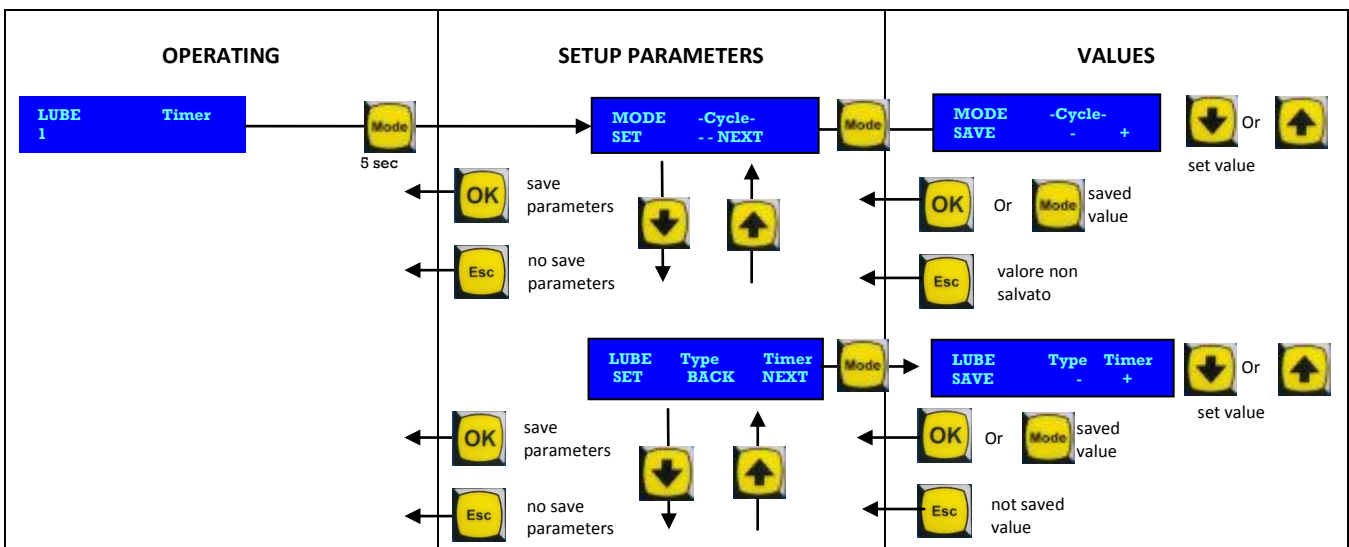 OPERATING SETUP PARAMETERS VALUES
LUBE Timer
1
Mode
5 sec
MODE -Cycle-
SET - - NEXT
Mode
MODE -Cycle-
SAVE - +
Or
set value
OK
save
parameters
OK
Or
Mode
saved
value
Esc
no save
parameters
Esc
valore non
salvato
LUBE Type Timer
SET BACK NEXT
Mode
LUBE Type Timer
SAVE - +
Or
set value
OK
save
parameters
OK
Or
Mode
saved
value
Esc
no save
parameters
Esc
not saved
value